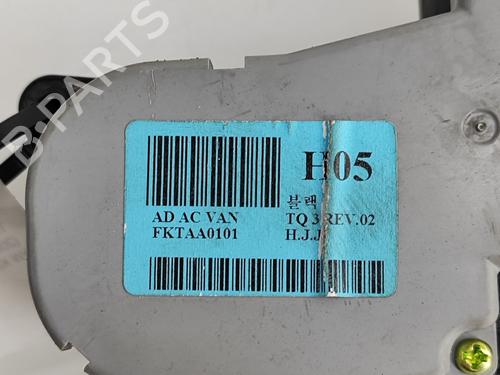 B-PARTS
H05
블랙
AD AC VAN
TQ 3 REV.02
FKTAA0101
H.J.J